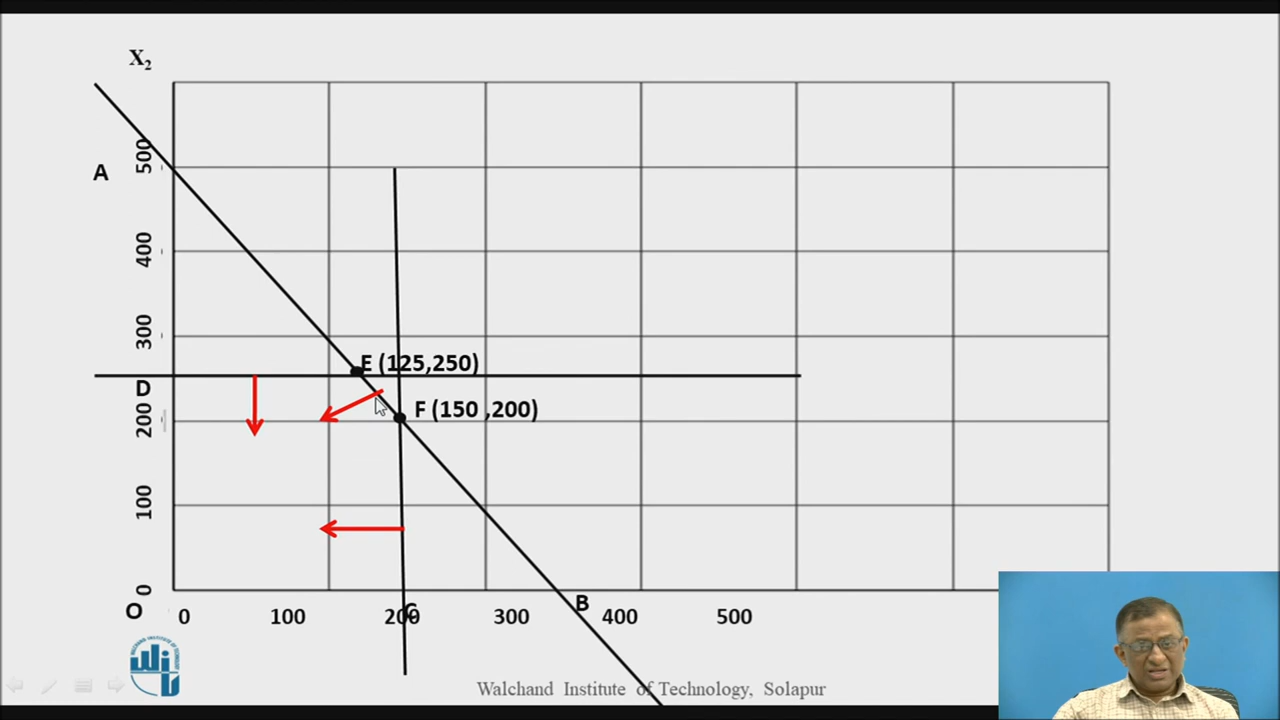 X₂
A
500
400
300
E (125,250)
D
F (150 ,200)
200
100
0
O
0 100 200 300 400 500
C
B
Walchand Institute of Technology, Solapur